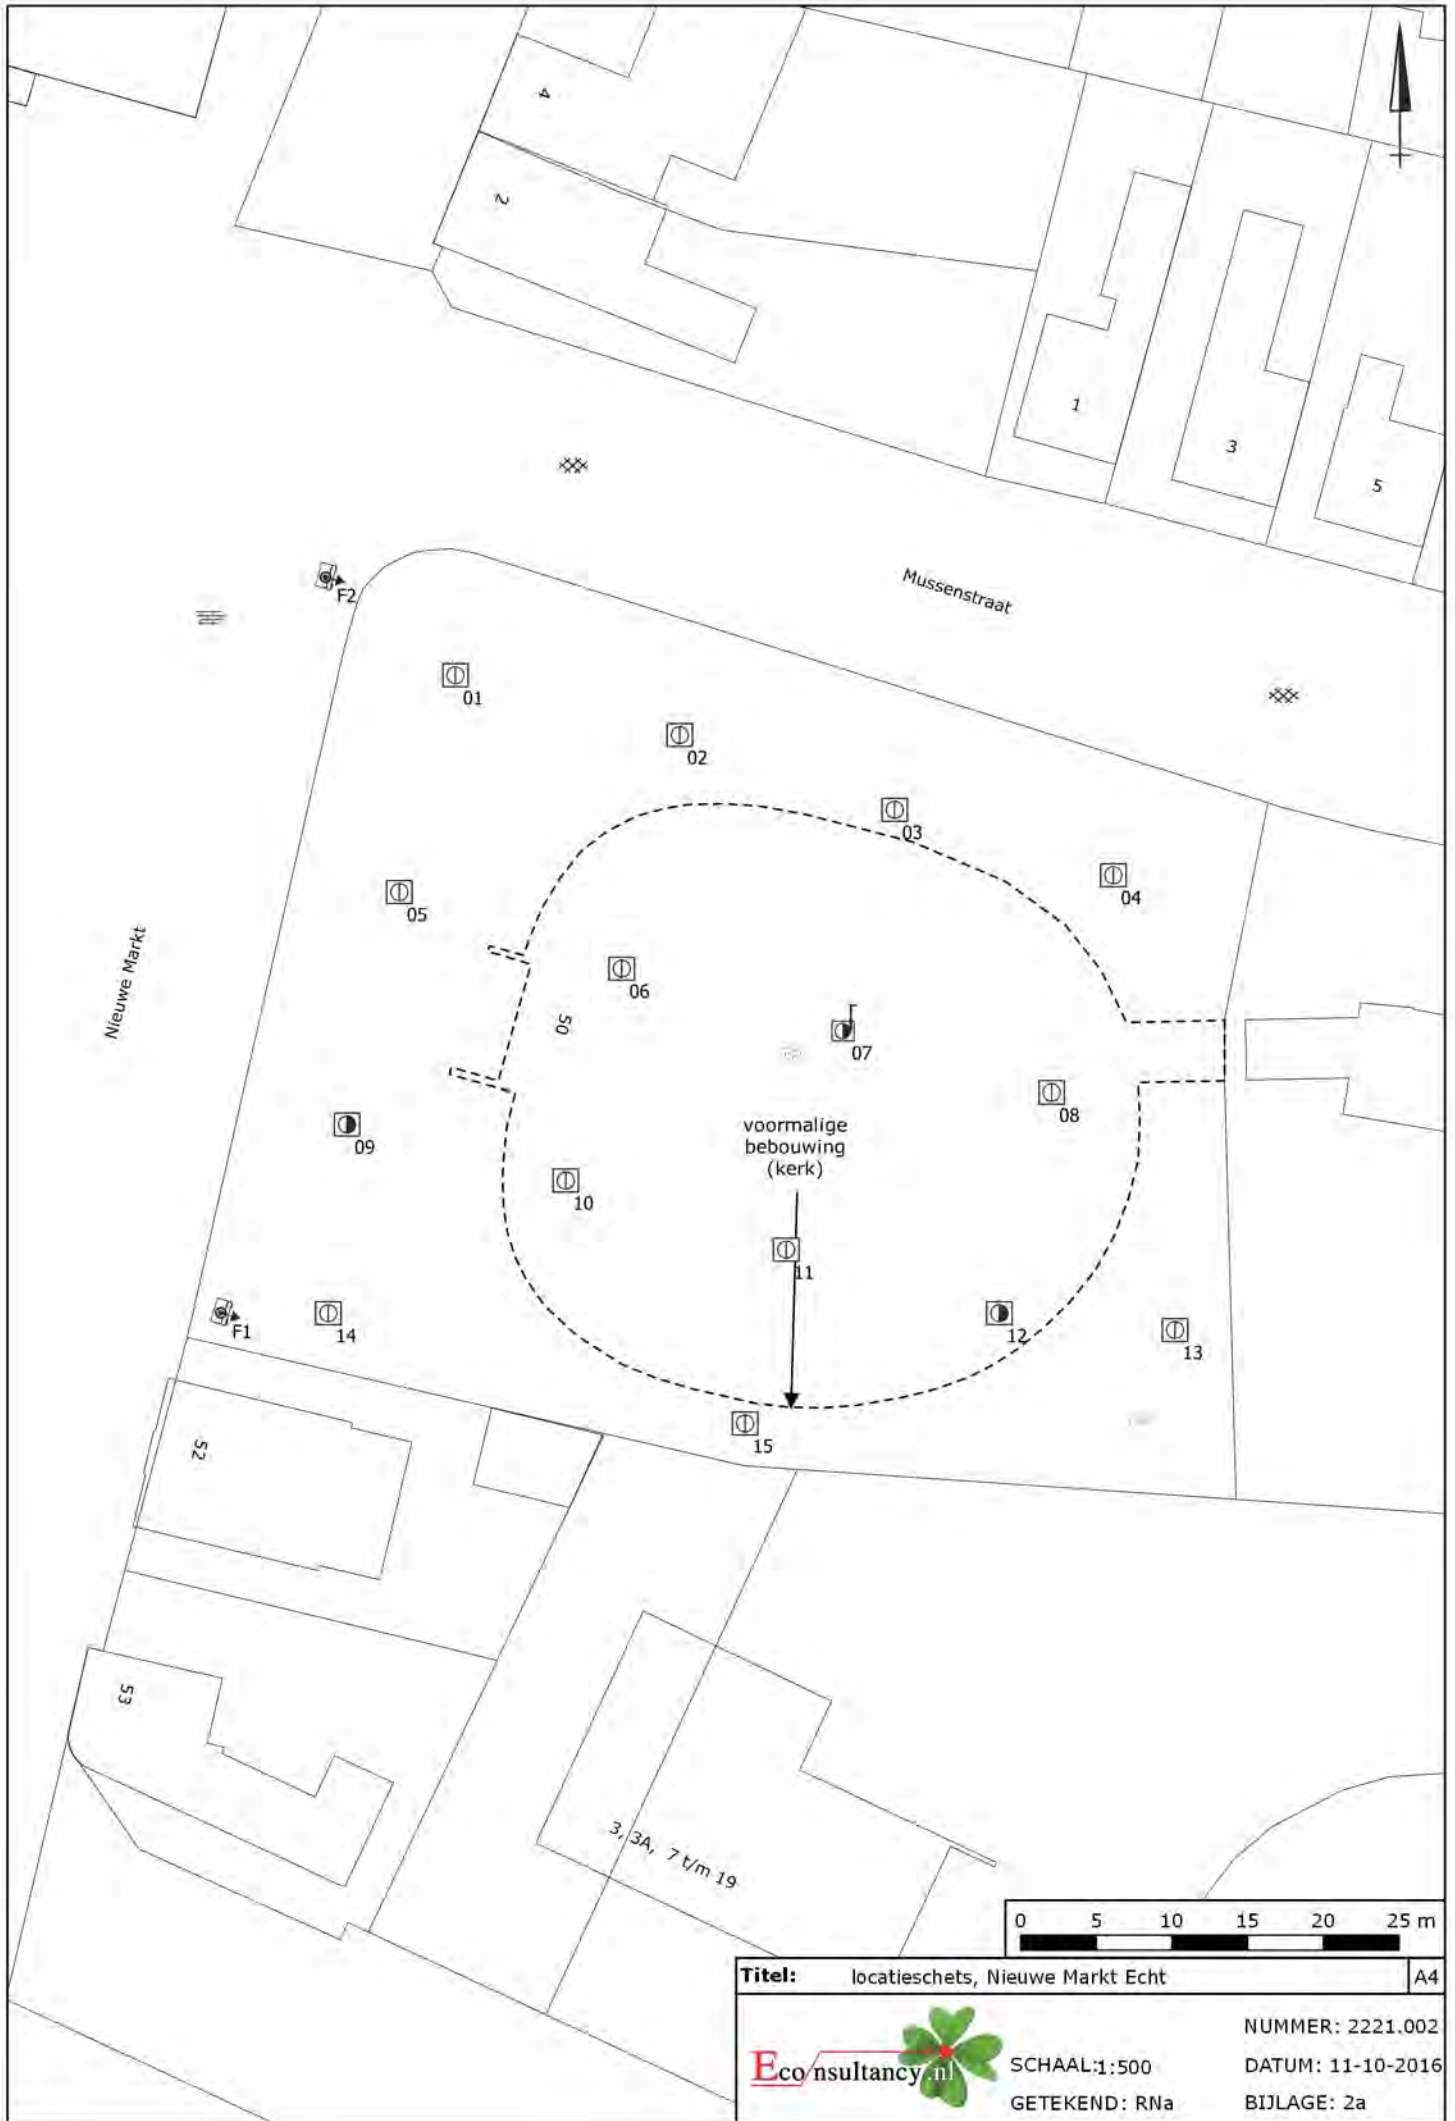 4
2
1
3
5
Mussenstraat
F2
01
02
03
04
05
Nieuwe Markt
06
50
07
08
voormalige
bebouwing
(kerk)
09
10
11
F1
14
12
13
15
52
53
3, 3A, 7 t/m 19
0 5 10 15 20 25 m
Titel: locatieschets, Nieuwe Markt Echt A4
Econsultancy.nl
NUMMER: 2221.002
SCHAAL:1:500
DATUM: 11-10-2016
GETEKEND: RNa
BIJLAGE: 2a